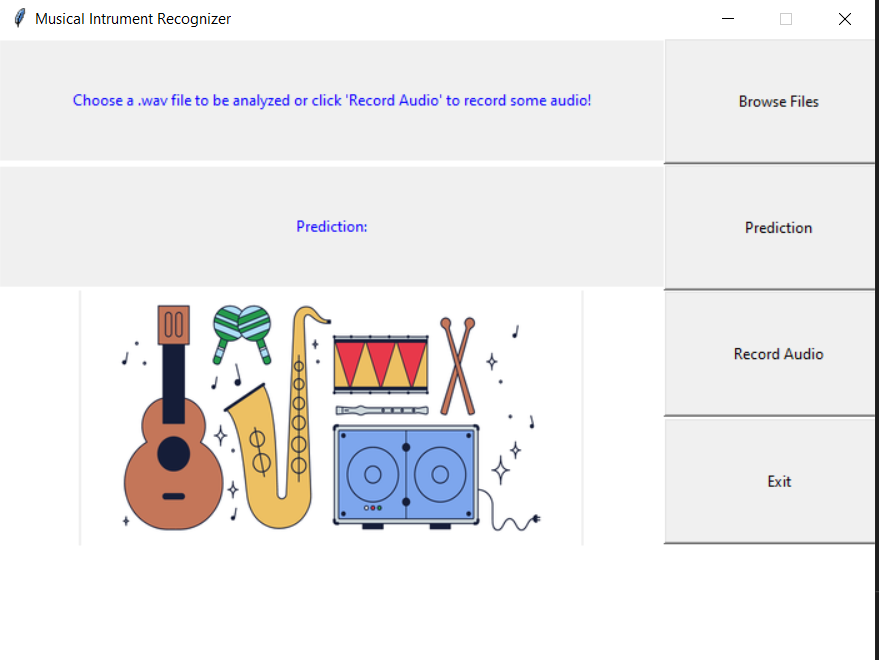 Musical Intrument Recognizer
Choose a .wav file to be analyzed or click 'Record Audio' to record some audio!
Browse Files
Prediction:
Prediction
Record Audio
Exit